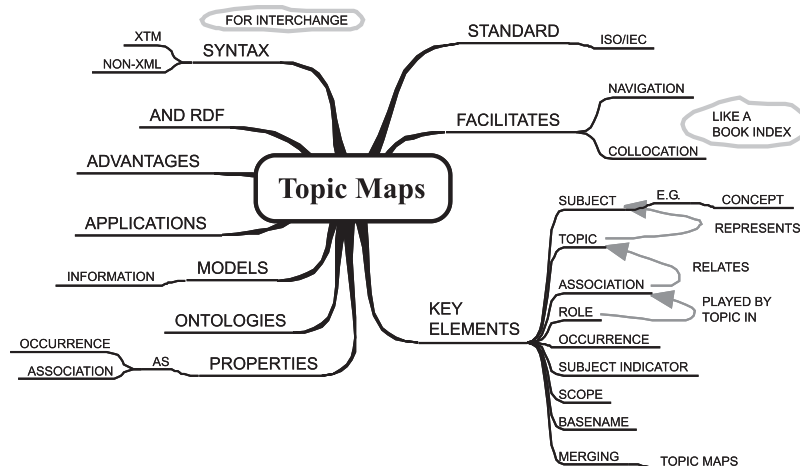 FOR INTERCHANGE
XTM
NON-XML
SYNTAX
AND RDF
ADVANTAGES
APPLICATIONS
INFORMATION
MODELS
ONTOLOGIES
OCCURRENCE
ASSOCIATION
AS
PROPERTIES
Topic Maps
STANDARD
ISO/IEC
FACILITATES
NAVIGATION
COLLOCATION
LIKE A
BOOK INDEX
KEY
ELEMENTS
SUBJECT
E.G.
CONCEPT
REPRESENTS
TOPIC
RELATES
ASSOCIATION
ROLE
PLAYED BY
TOPIC IN
OCCURRENCE
SUBJECT INDICATOR
SCOPE
BASENAME
MERGING
TOPIC MAPS